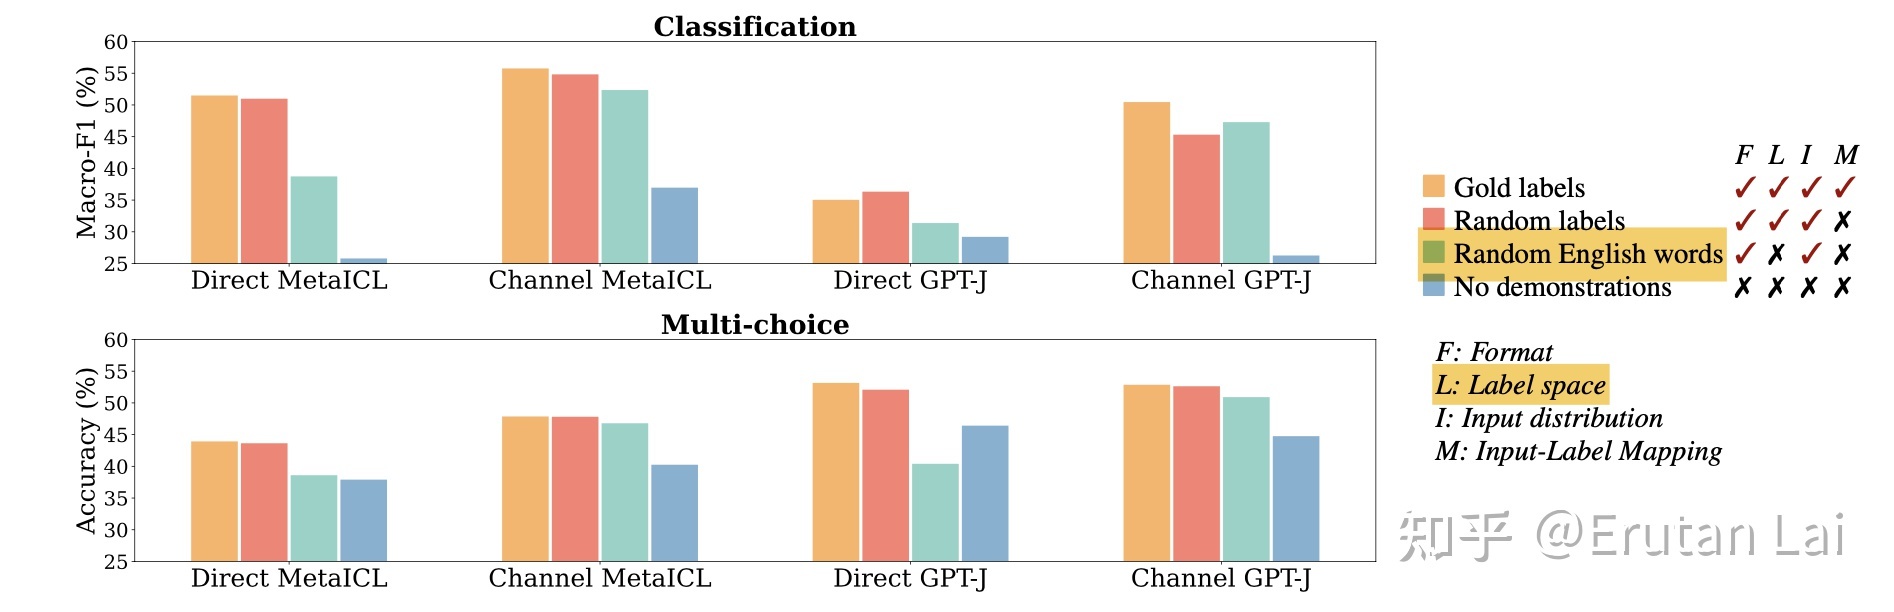 Classification
Macro-F1 (%)
60
55
50
45
40
35
30
25
Direct MetaICL
Channel MetaICL
Direct GPT-J
Channel GPT-J
Multi-choice
Accuracy (%)
60
55
50
45
40
35
30
25
Direct MetaICL
Channel MetaICL
Direct GPT-J
Channel GPT-J
F L I M
Gold labels ✓ ✓ ✓ ✓
Random labels ✓ ✓ ✓ ✗
Random English words ✓ ✗ ✓ ✗
No demonstrations ✗ ✗ ✗ ✗
F: Format
L: Label space
I: Input distribution
M: Input-Label Mapping
知乎 @Erutan Lai